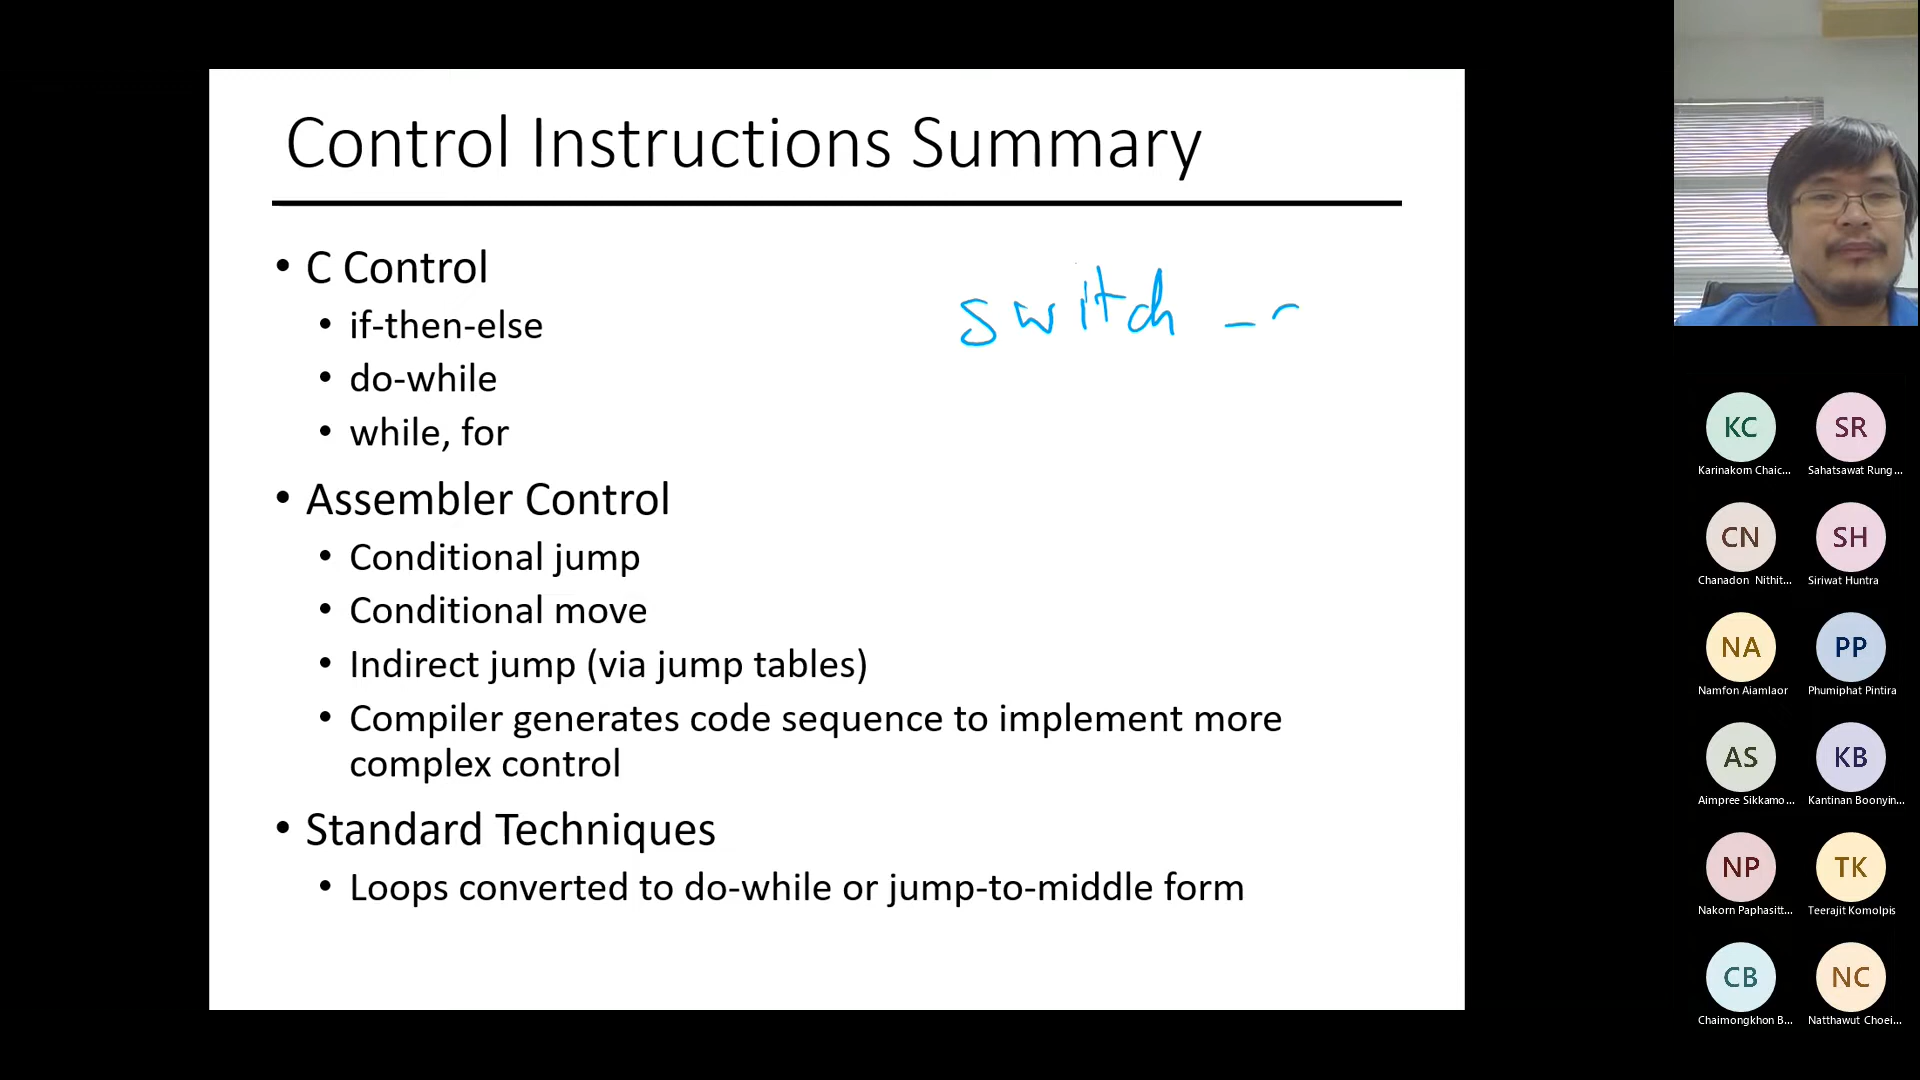 Control Instructions Summary
• C Control
• if-then-else
• do-while
• while, for
switch
• Assembler Control
• Conditional jump
• Conditional move
• Indirect jump (via jump tables)
• Compiler generates code sequence to implement more
complex control
• Standard Techniques
• Loops converted to do-while or jump-to-middle form
KC SR
Karinakorn Chaic... Sahatsawat Rung...
CN SH
Chanadon Nithit... Siriwat Huntra
NA PP
Namfon Aiamlaor Phumiphat Pintira
AS KB
Aimpree Sikkamo... Kantinan Boonyin...
NP TK
Nakorn Paphasitt... Teerajit Komolpis
CB NC
Chaimongkhon B... Natthawut Choei...